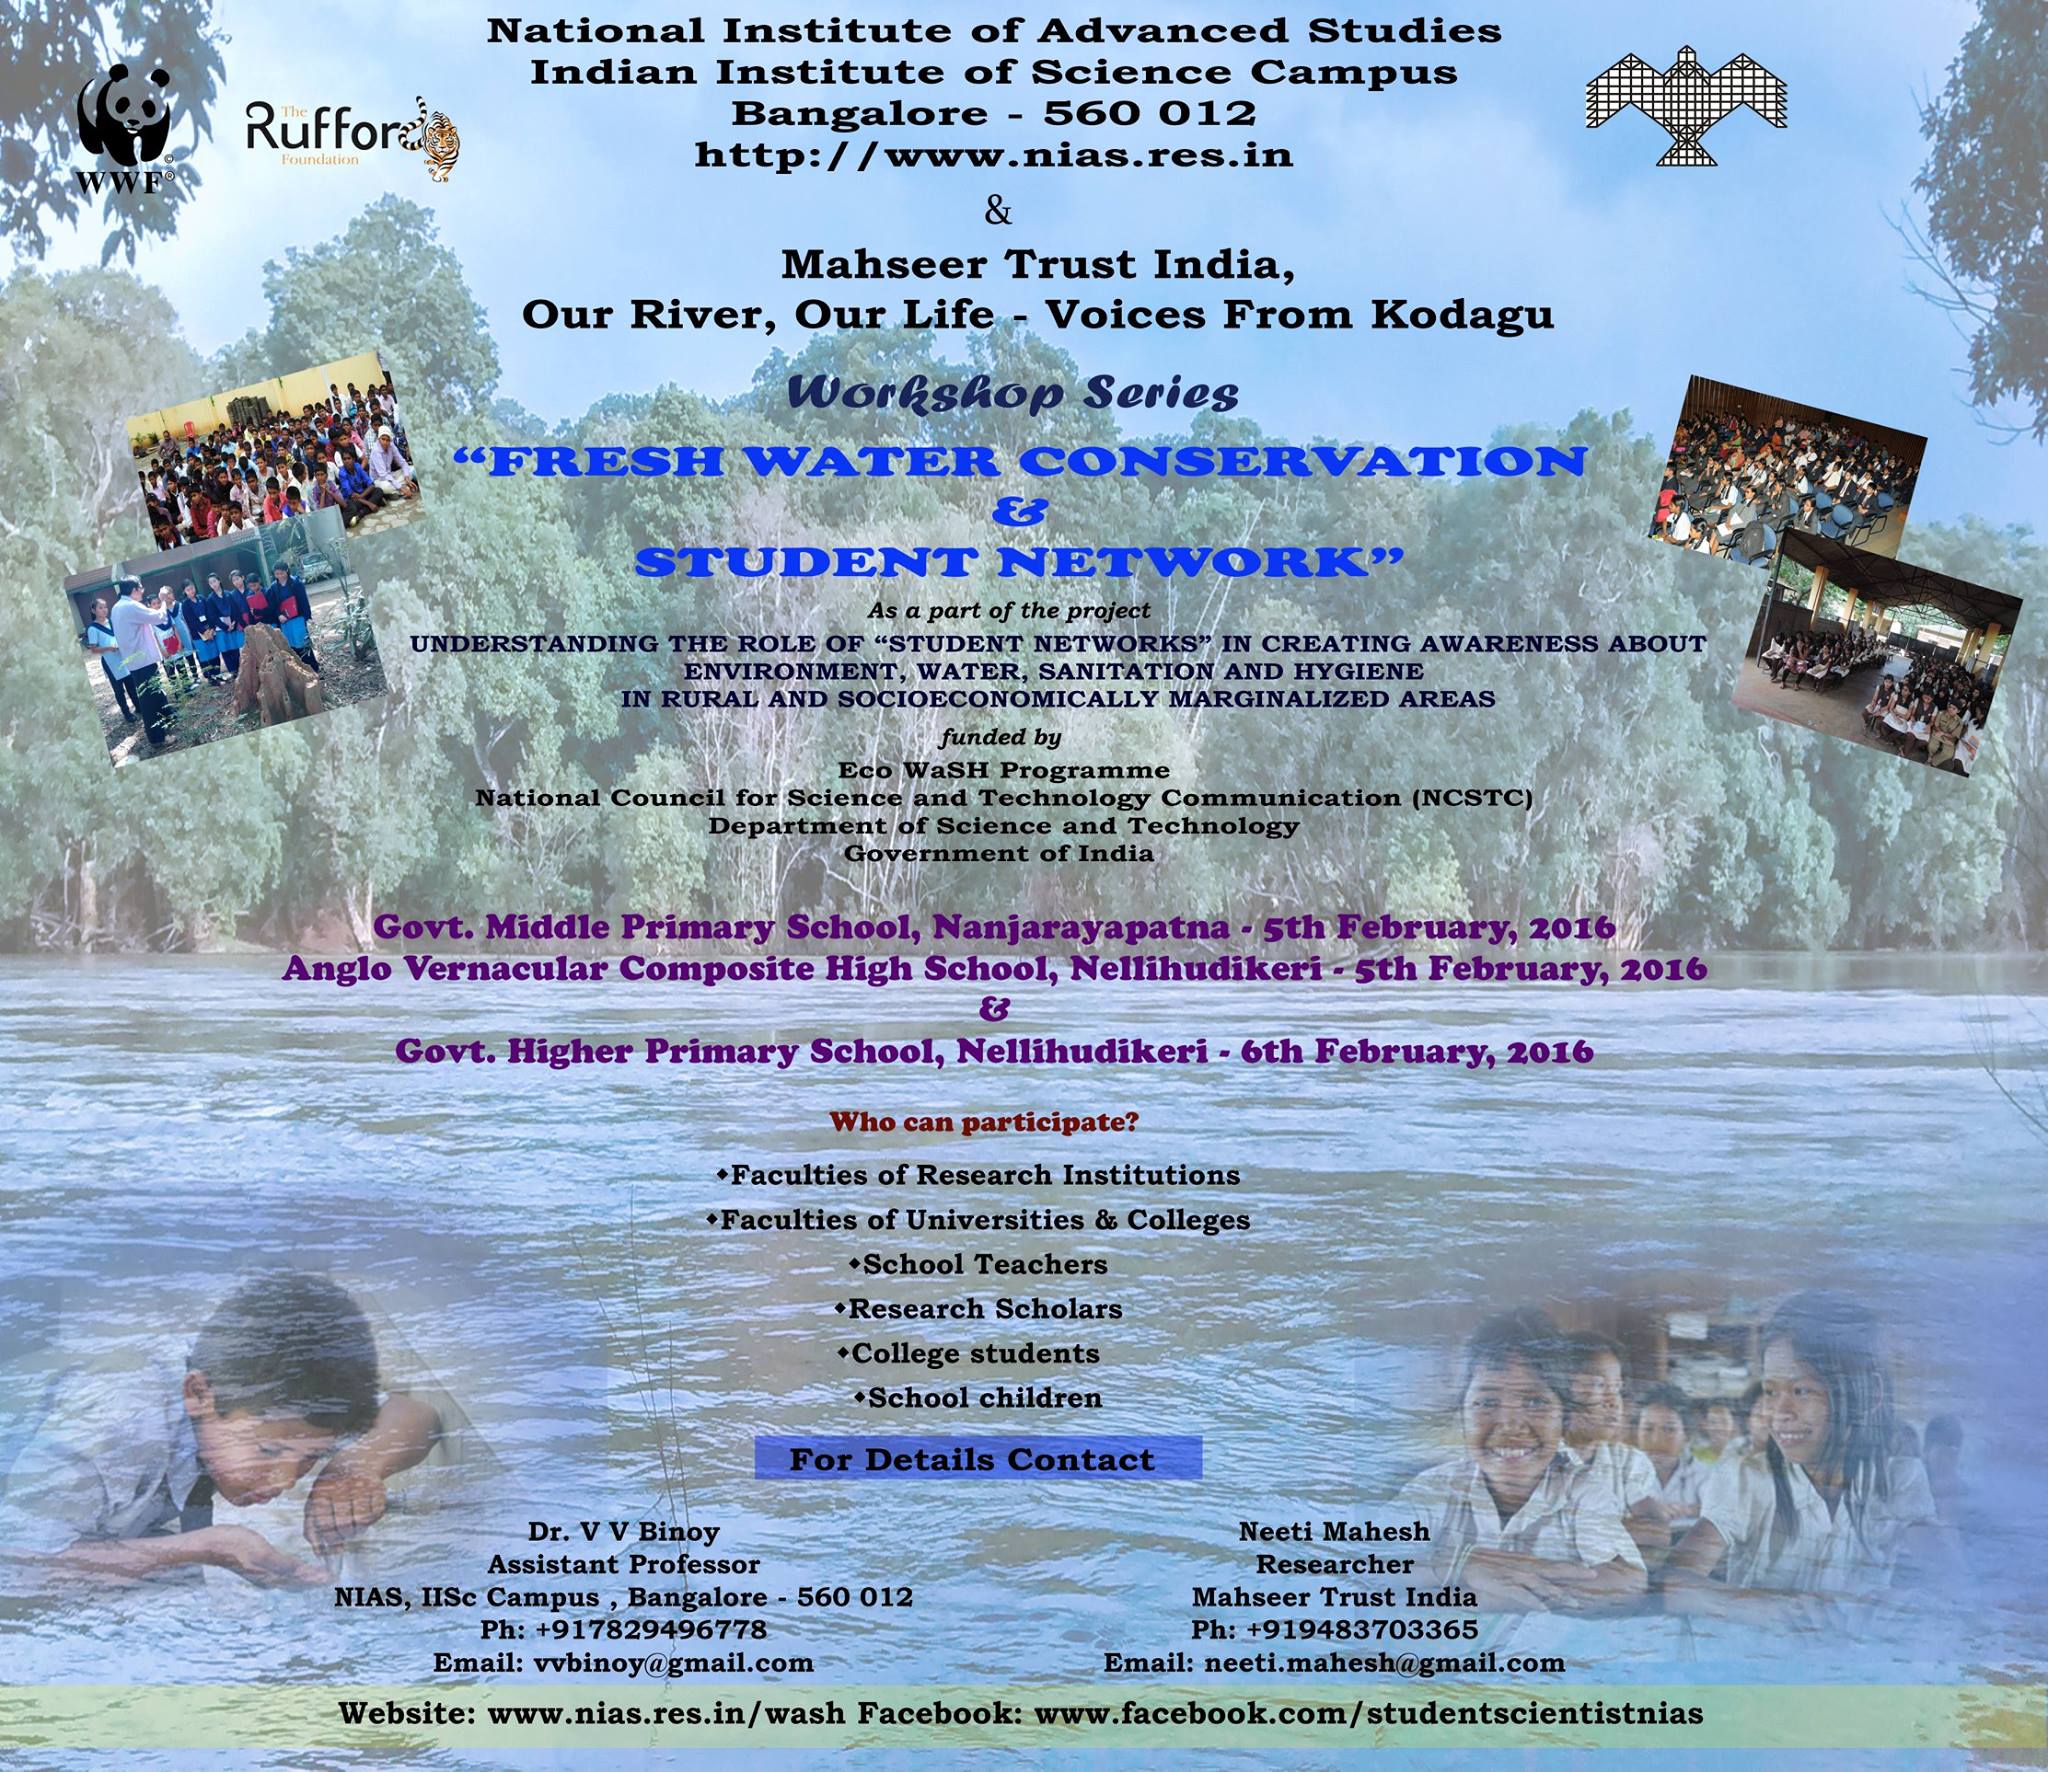 National Institute of Advanced Studies
Indian Institute of Science Campus
Bangalore - 560 012
http://www.nias.res.in
WWF
©
®
The
Rufford
Foundation
&
Mahseer Trust India,
Our River, Our Life - Voices From Kodagu
Workshop Series
“FRESH WATER CONSERVATION
&
STUDENT NETWORK”
As a part of the project
UNDERSTANDING THE ROLE OF “STUDENT NETWORKS” IN CREATING AWARENESS ABOUT
ENVIRONMENT, WATER, SANITATION AND HYGIENE
IN RURAL AND SOCIOECONOMICALLY MARGINALIZED AREAS
funded by
Eco WaSH Programme
National Council for Science and Technology Communication (NCSTC)
Department of Science and Technology
Government of India
Govt. Middle Primary School, Nanjarayapatna - 5th February, 2016
Anglo Vernacular Composite High School, Nellihudikeri - 5th February, 2016
&
Govt. Higher Primary School, Nellihudikeri - 6th February, 2016
Who can participate?
◆Faculties of Research Institutions
◆Faculties of Universities & Colleges
◆School Teachers
◆Research Scholars
◆College students
◆School children
For Details Contact
Dr. V V Binoy
Assistant Professor
NIAS, IISc Campus , Bangalore - 560 012
Ph: +917829496778
Email: vvbinoy@gmail.com
Neeti Mahesh
Researcher
Mahseer Trust India
Ph: +919483703365
Email: neeti.mahesh@gmail.com
Website: www.nias.res.in/wash Facebook: www.facebook.com/studentscientistnias